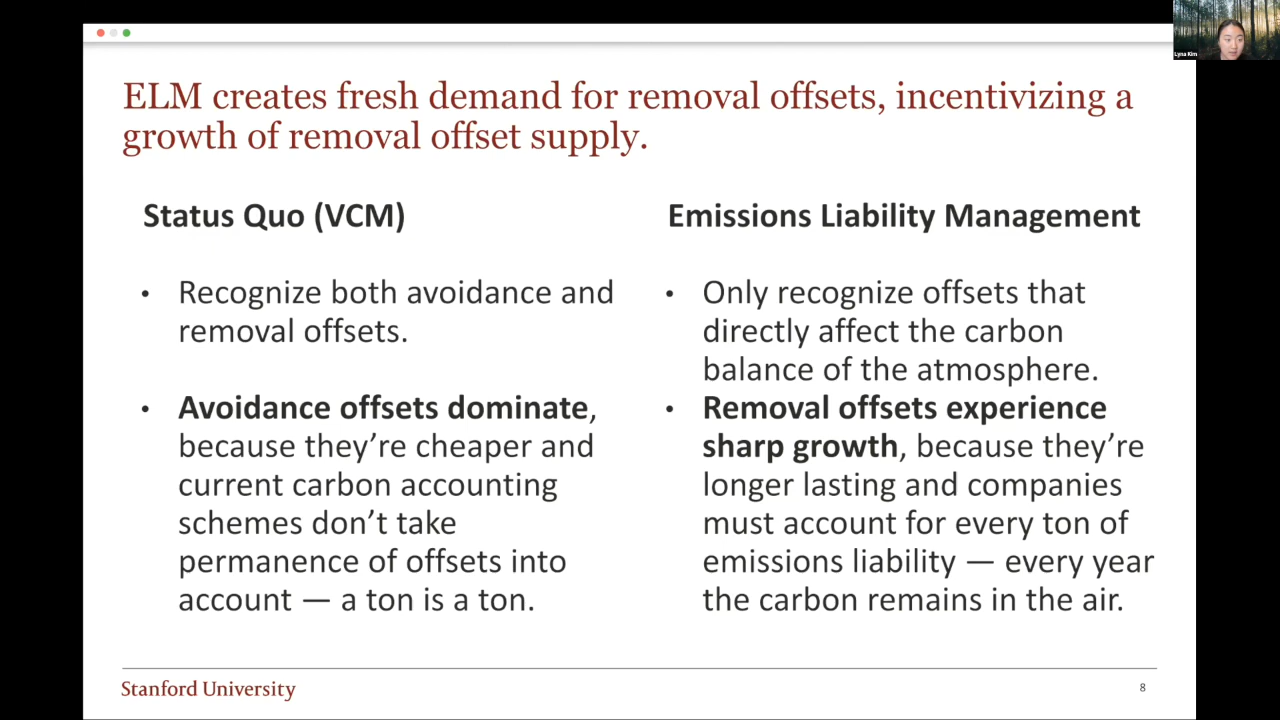 Lyna Kim
ELM creates fresh demand for removal offsets, incentivizing a
growth of removal offset supply.
Status Quo (VCM)
• Recognize both avoidance and
removal offsets.
• Avoidance offsets dominate,
because they’re cheaper and
current carbon accounting
schemes don’t take
permanence of offsets into
account — a ton is a ton.
Emissions Liability Management
• Only recognize offsets that
directly affect the carbon
balance of the atmosphere.
• Removal offsets experience
sharp growth, because they’re
longer lasting and companies
must account for every ton of
emissions liability — every year
the carbon remains in the air.
Stanford University
8